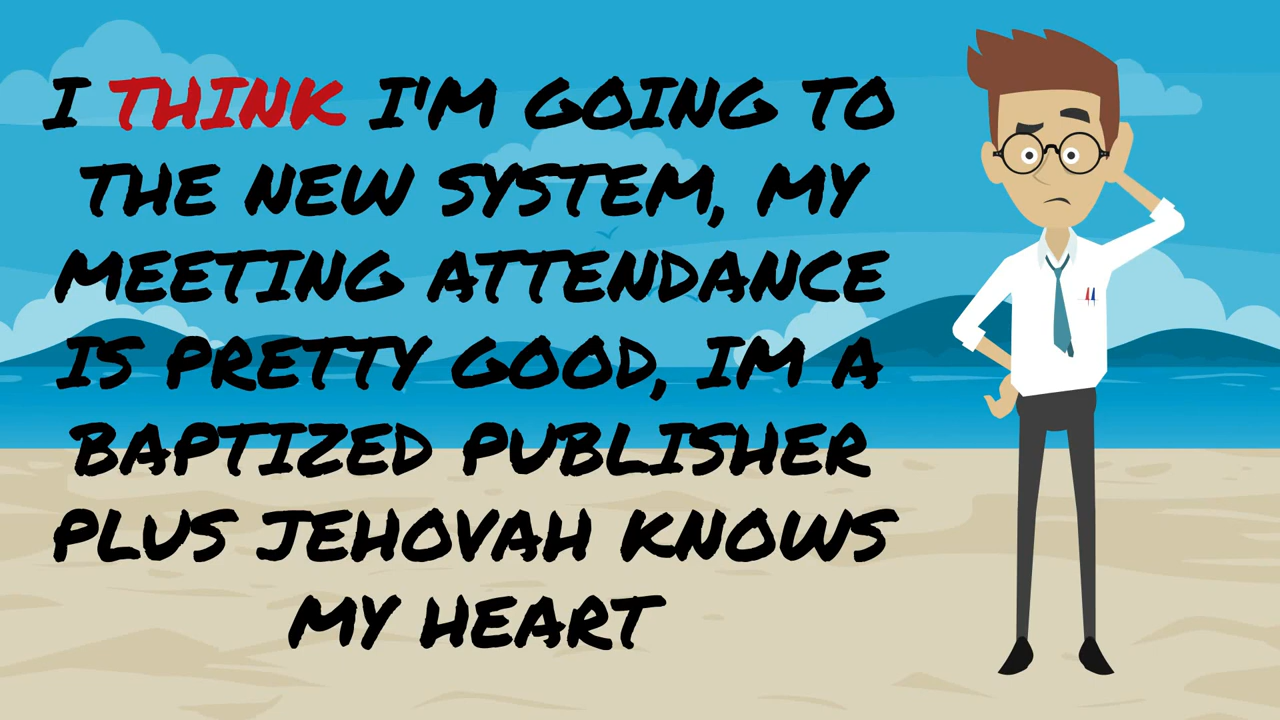 I THINK I'M GOING TO
THE NEW SYSTEM, MY
MEETING ATTENDANCE
IS PRETTY GOOD, IM A
BAPTIZED PUBLISHER
PLUS JEHOVAH KNOWS
MY HEART